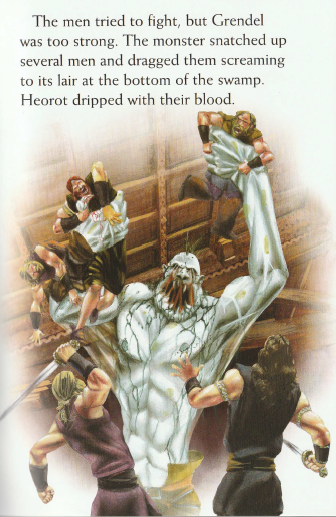 The men tried to fight, but Grendel
was too strong. The monster snatched up
several men and dragged them screaming
to its lair at the bottom of the swamp.
Heorot dripped with their blood.